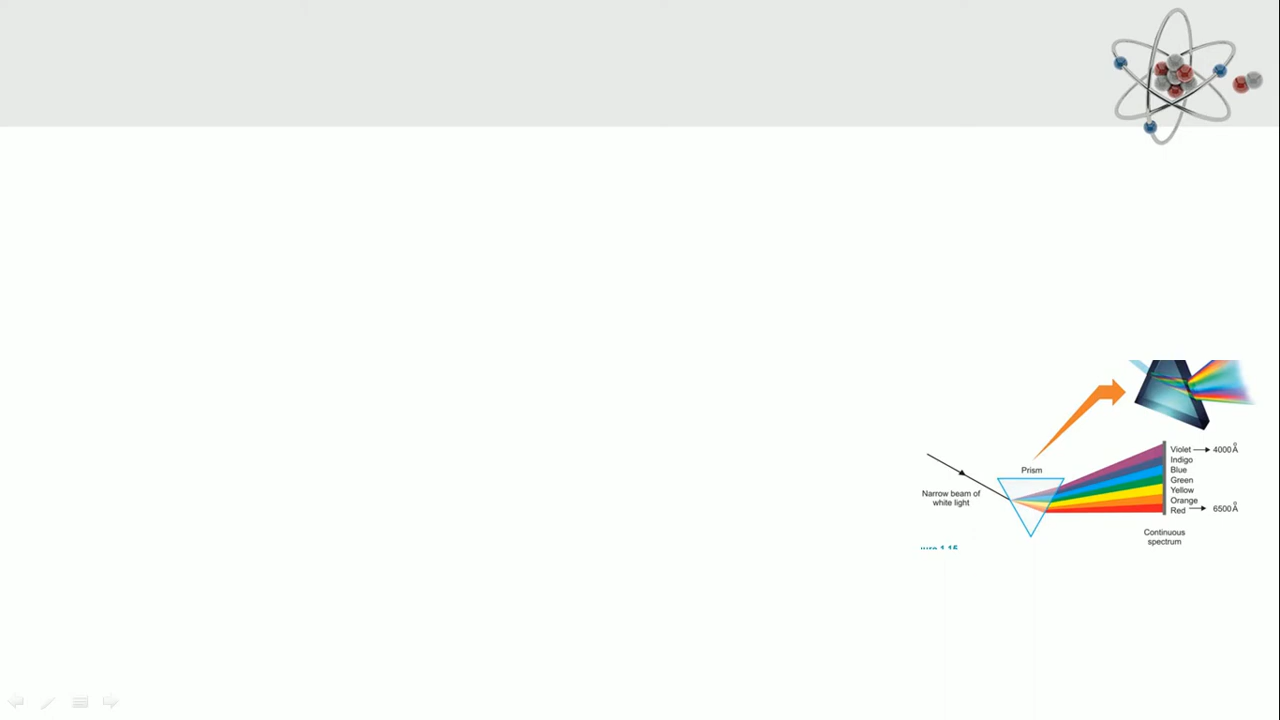 Prism
Narrow beam of
white light
Violet → 4000Å
Indigo
Blue
Green
Yellow
Orange
Red → 6500Å
Continuous
spectrum